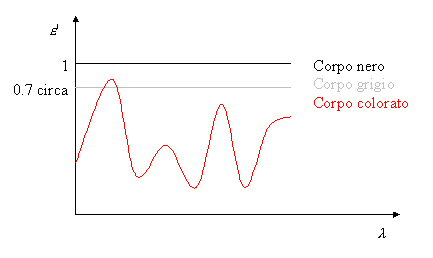 ε'
1
Corpo nero
0.7 circa
Corpo grigio
Corpo colorato
λ